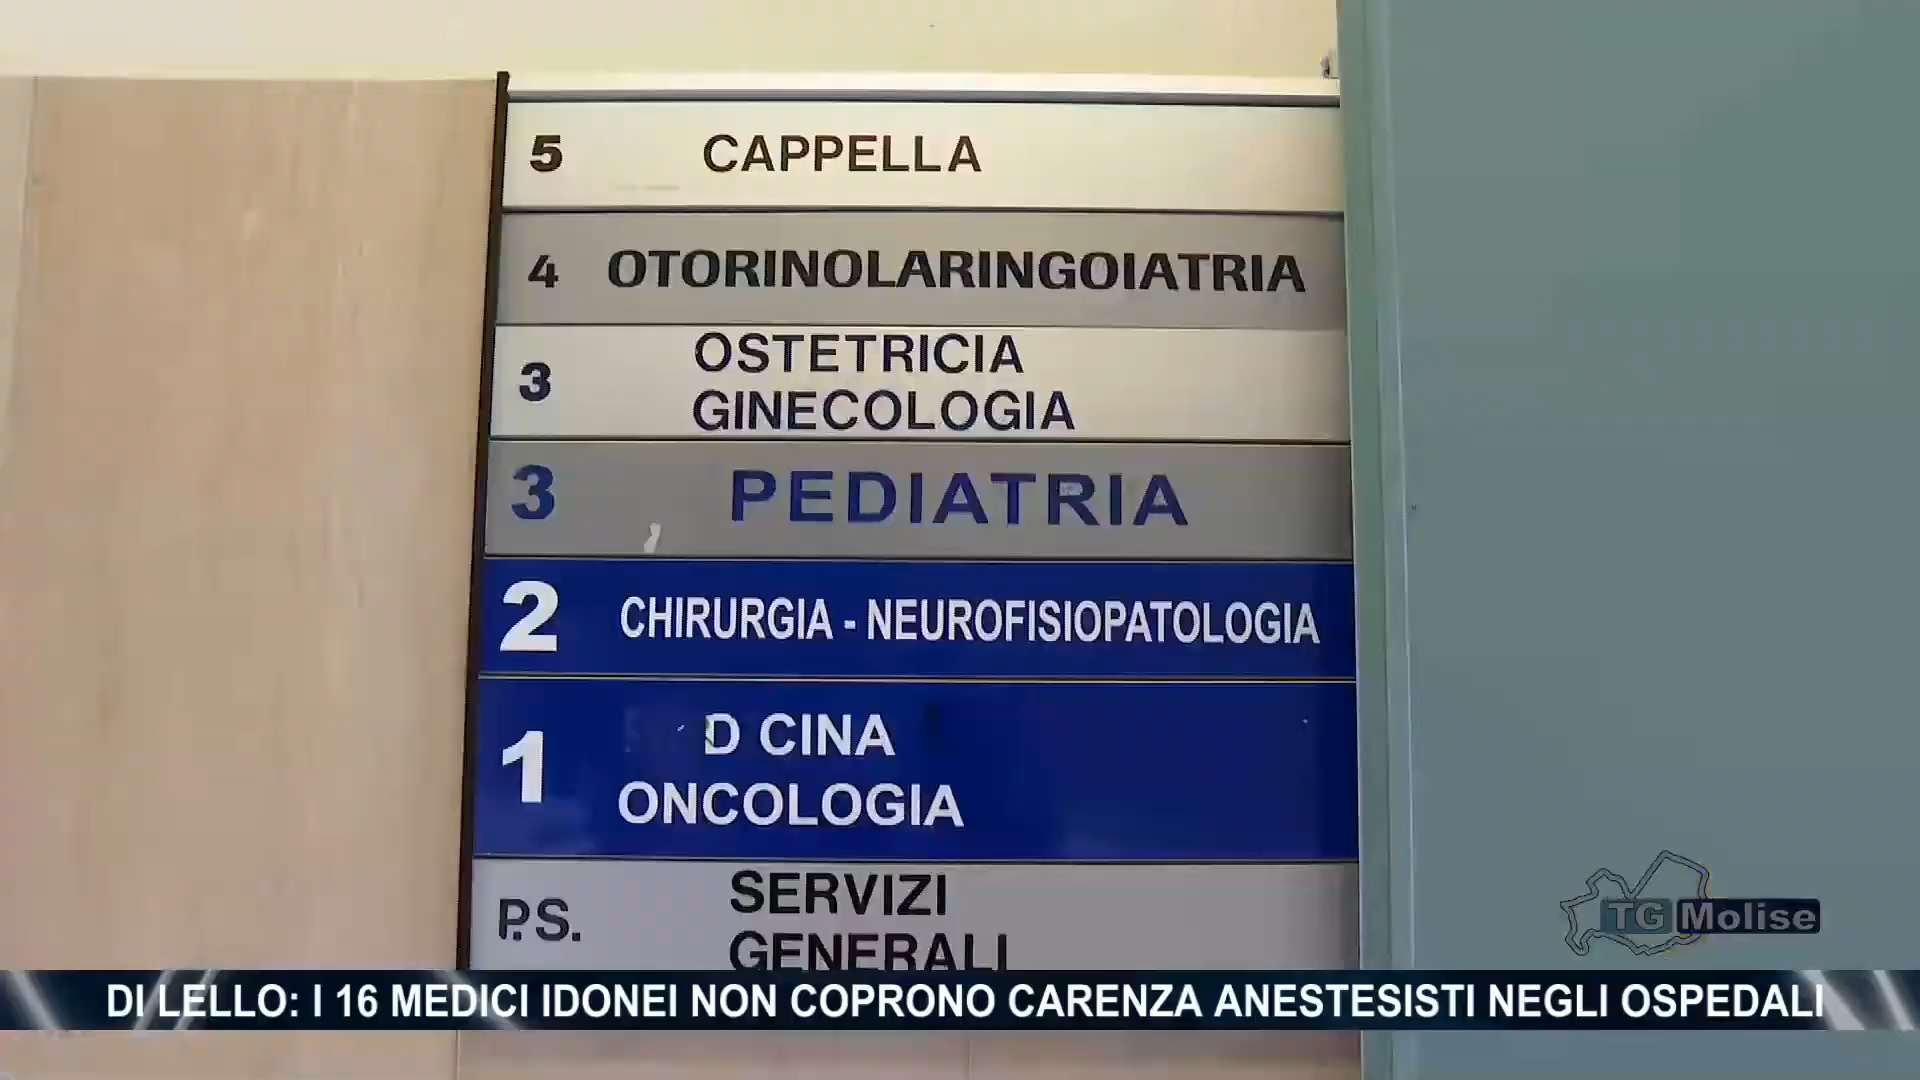 5 CAPPELLA
4 OTORINOLARINGOIATRIA
3 OSTETRICIA
GINECOLOGIA
3 PEDIATRIA
2 CHIRURGIA - NEUROFISIOPATOLOGIA
1 D CINA
ONCOLOGIA
P.S. SERVIZI
GENERALI
TG Molise
DI LELLO: I 16 MEDICI IDONEI NON COPRONO CARENZA ANESTESISTI NEGLI OSPEDALI